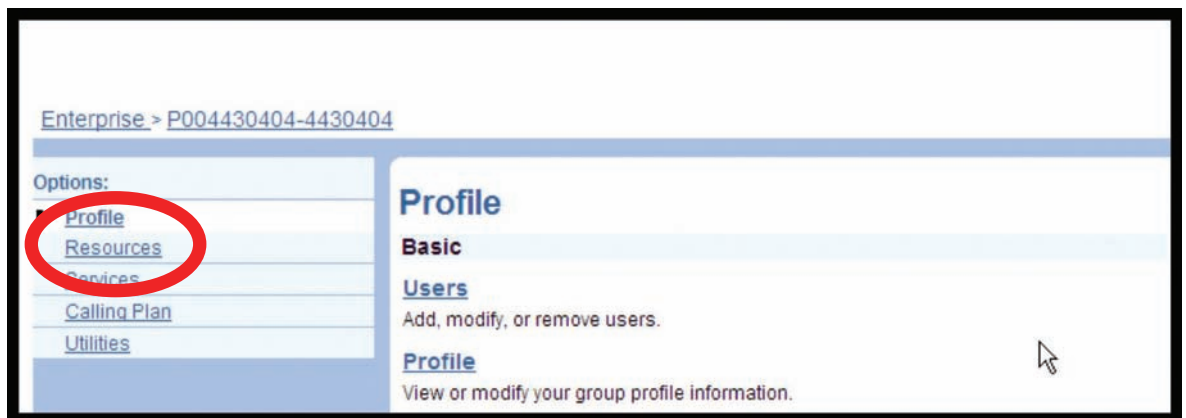 Enterprise > P004430404-4430404
Options:
Profile
Resources
Services
Calling Plan
Utilities
Profile
Basic
Users
Add, modify, or remove users.
Profile
View or modify your group profile information.